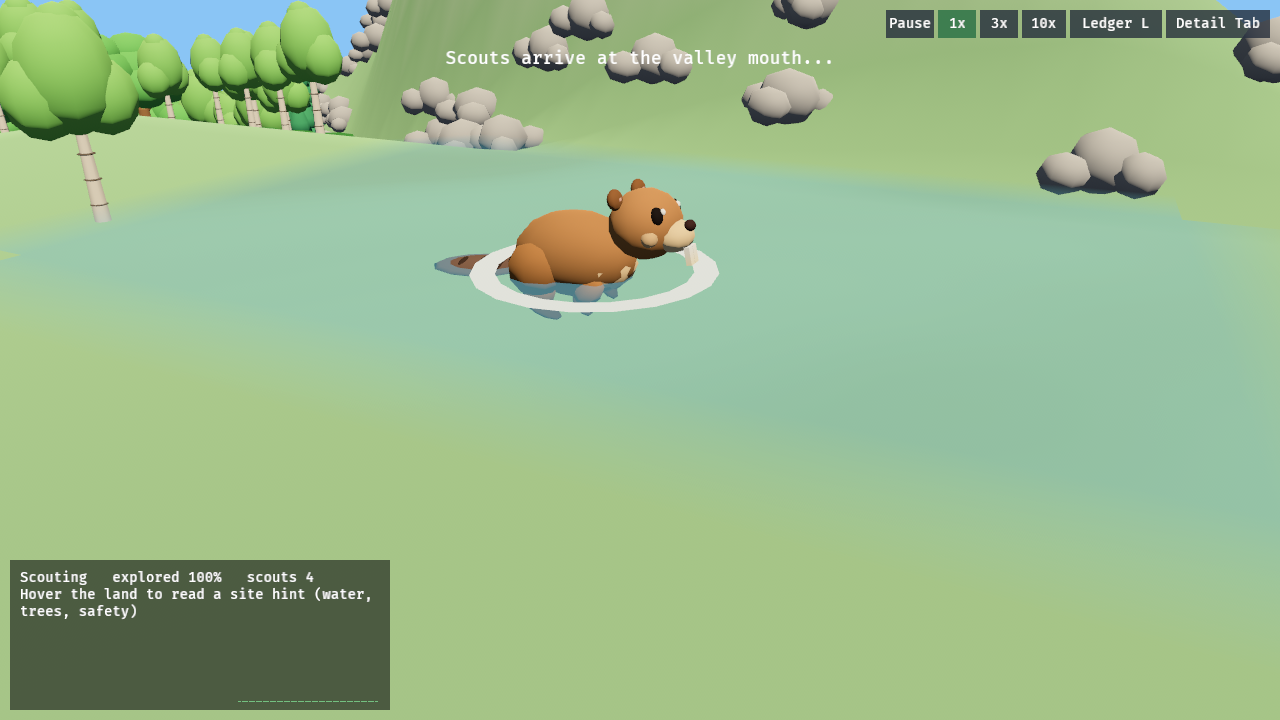 Pause 1x 3x 10x Ledger L Detail Tab
Scouts arrive at the valley mouth...
Scouting explored 100% scouts 4
Hover the land to read a site hint (water,
trees, safety)